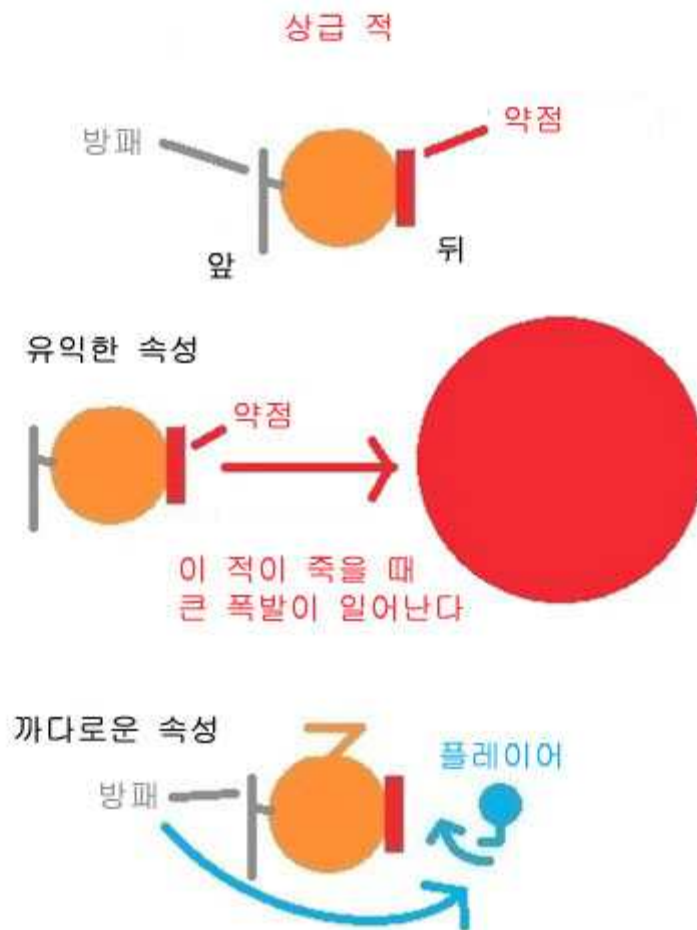 상급 적
방패
약점
앞
뒤
유익한 속성
약점
이 적이 죽을 때
큰 폭발이 일어난다
까다로운 속성
플레이어
방패